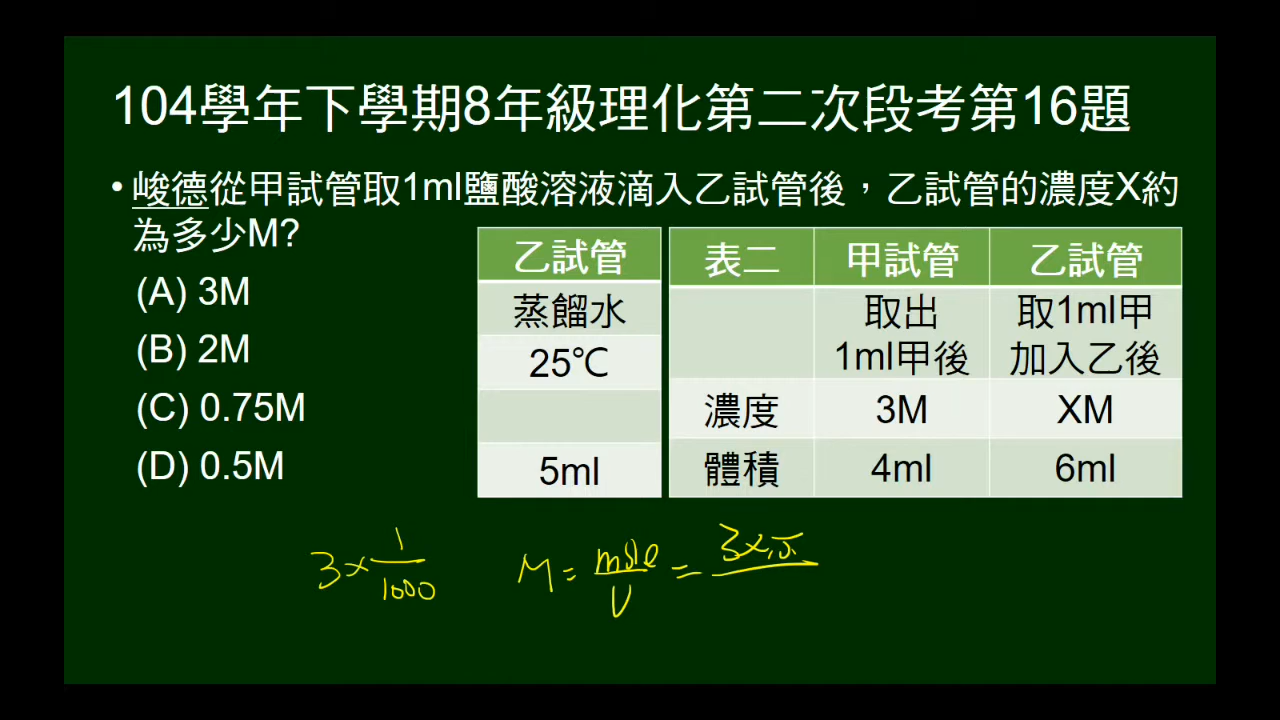 104學年下學期8年級理化第二次段考第16題
• 峻德從甲試管取1ml鹽酸溶液滴入乙試管後，乙試管的濃度X約
為多少M?
(A) 3M
(B) 2M
(C) 0.75M
(D) 0.5M
乙試管
蒸餾水
25℃
5ml
表二 甲試管 乙試管
取出 取1ml甲
1ml甲後 加入乙後
濃度 3M XM
體積 4ml 6ml
3 × 1/1000 M = mole/V = 3 ×